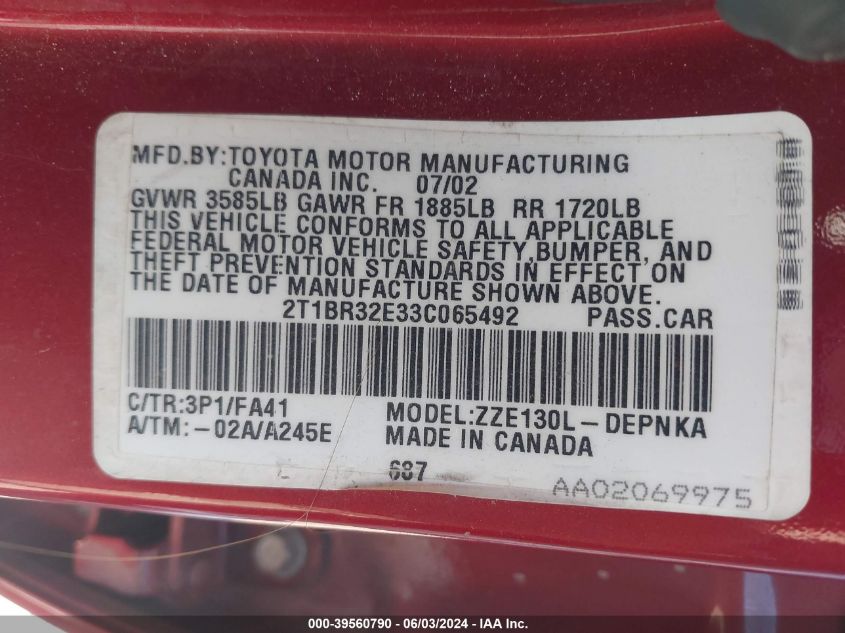 MFD.BY:TOYOTA MOTOR MANUFACTURING
CANADA INC. 07/02
GVWR 3585LB GAWR FR 1885LB RR 1720LB
THIS VEHICLE CONFORMS TO ALL APPLICABLE
FEDERAL MOTOR VEHICLE SAFETY,BUMPER, AND
THEFT PREVENTION STANDARDS IN EFFECT ON
THE DATE OF MANUFACTURE SHOWN ABOVE.
2T1BR32E33C065492 PASS.CAR
C/TR:3P1/FA41 MODEL:ZZE130L-DEPNKA
A/TM:-02A/A245E MADE IN CANADA
687
AA02069975
000-39560790 - 06/03/2024 - IAA Inc.